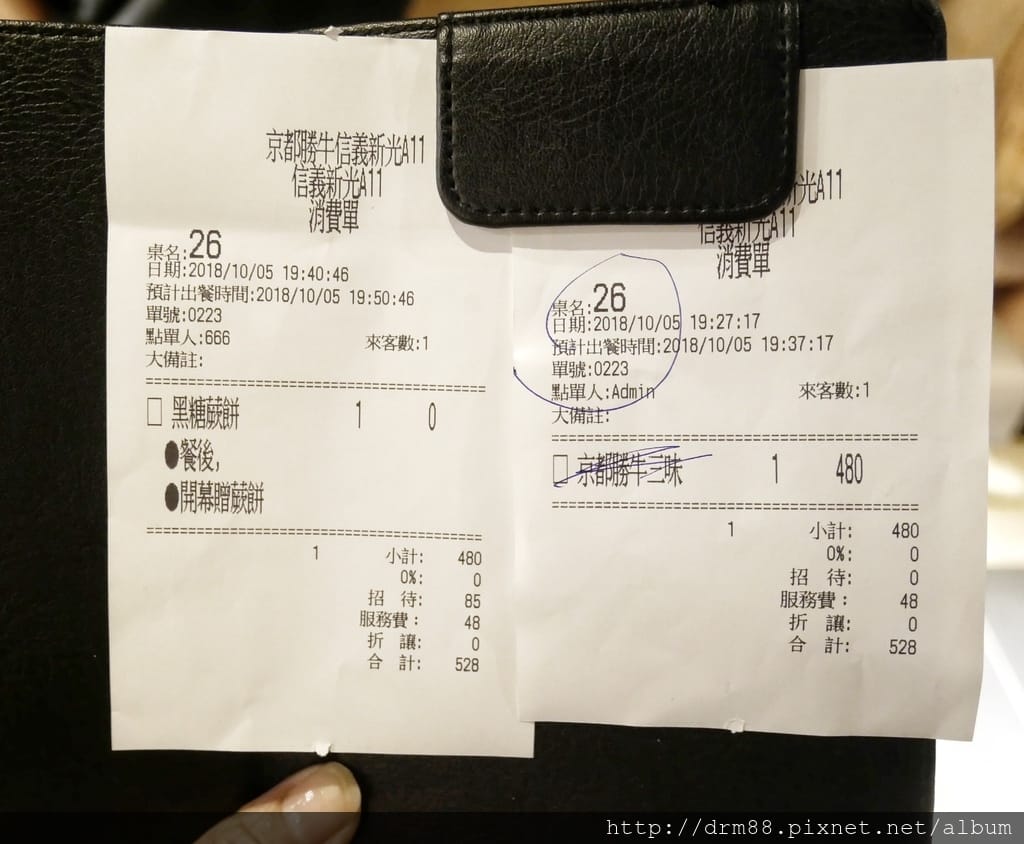 京都勝牛信義新光A11
信義新光A11
消費單
桌名:26
日期:2018/10/05 19:40:46
預計出餐時間:2018/10/05 19:50:46
單號:0223
點單人:666 來客數:1
大備註:
黑糖蕨餅 1 0
●餐後,
●開幕贈蕨餅
1 小計: 480
0%: 0
招 待: 85
服務費: 48
折 讓: 0
合 計: 528
新光A11
信義新光A11
消費單
桌名:26
日期:2018/10/05 19:27:17
預計出餐時間:2018/10/05 19:37:17
單號:0223
點單人:Admin 來客數:1
大備註:
京都勝牛三味 1 480
1 小計: 480
0%: 0
招 待: 0
服務費: 48
折 讓: 0
合 計: 528
http://drm88.pixnet.net/album